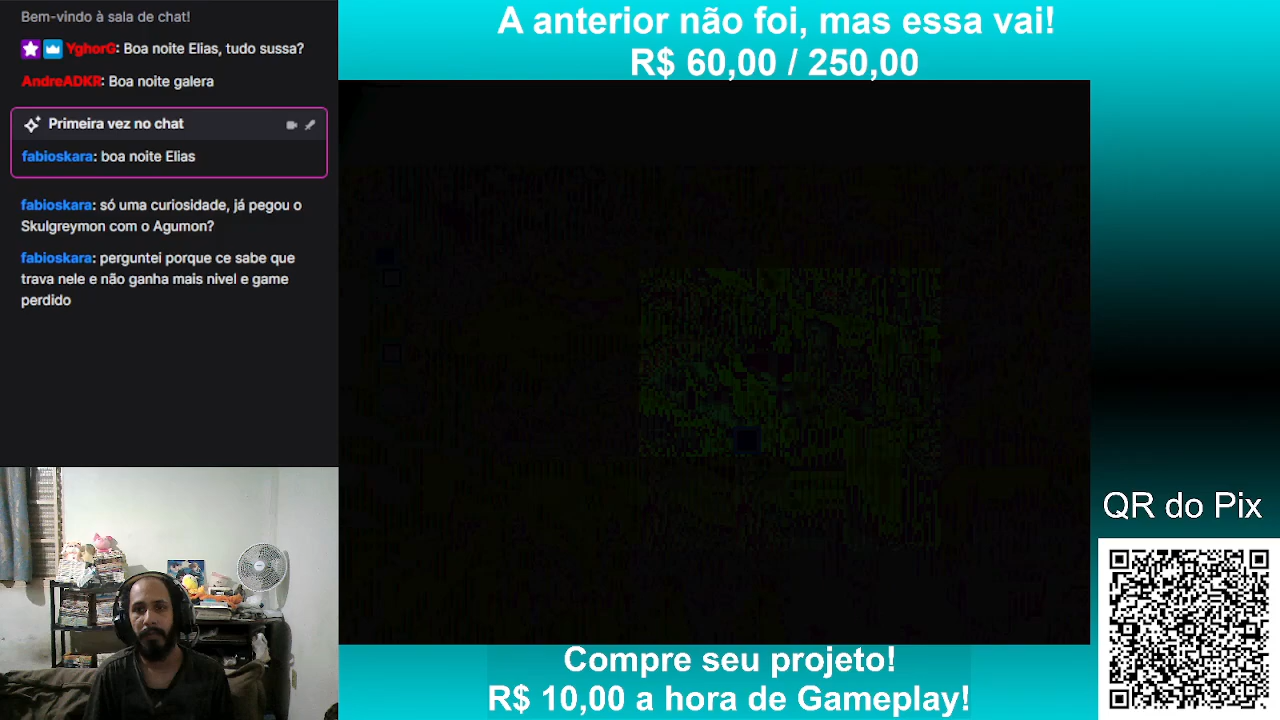 Bem-vindo à sala de chat!
YghorG: Boa noite Elias, tudo sussa?
AndreADKR: Boa noite galera
Primeira vez no chat
fabioskara: boa noite Elias
fabioskara: só uma curiosidade, já pegou o
Skulgreymon com o Agumon?
fabioskara: perguntei porque ce sabe que
trava nele e não ganha mais nivel e game
perdido
A anterior não foi, mas essa vai!
R$ 60,00 / 250,00
QR do Pix
Compre seu projeto!
R$ 10,00 a hora de Gameplay!